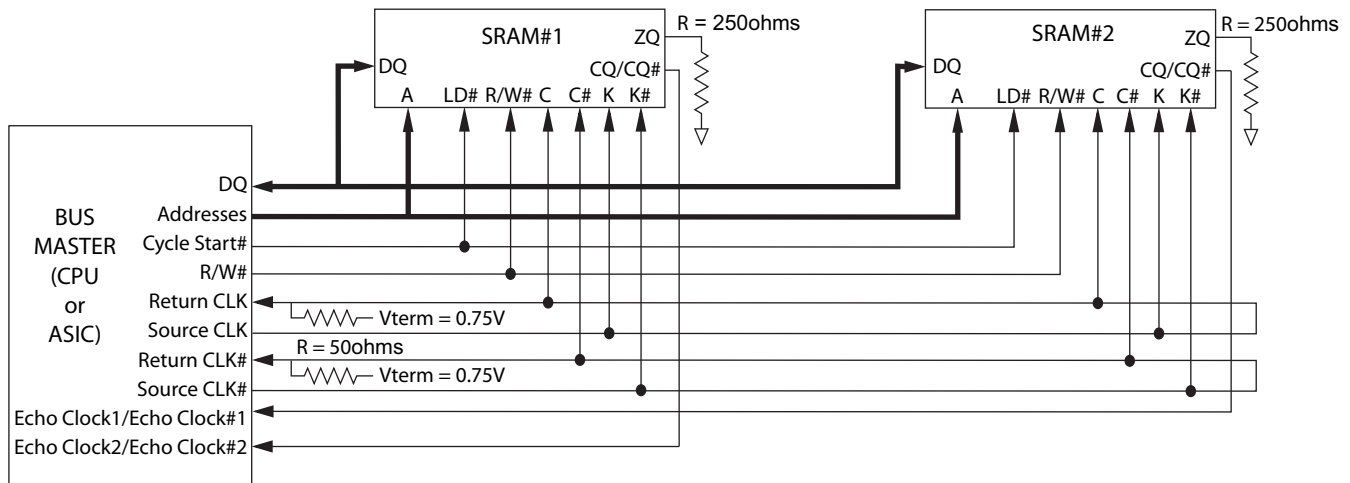 SRAM#1
ZQ
R = 250ohms
DQ
CQ/CQ#
A LD# R/W# C C# K K#
SRAM#2
ZQ
R = 250ohms
DQ
CQ/CQ#
A LD# R/W# C C# K K#
BUS
MASTER
(CPU
or
ASIC)
DQ
Addresses
Cycle Start#
R/W#
Return CLK
Vterm = 0.75V
Source CLK
R = 50ohms
Return CLK#
Vterm = 0.75V
Source CLK#
Echo Clock1/Echo Clock#1
Echo Clock2/Echo Clock#2